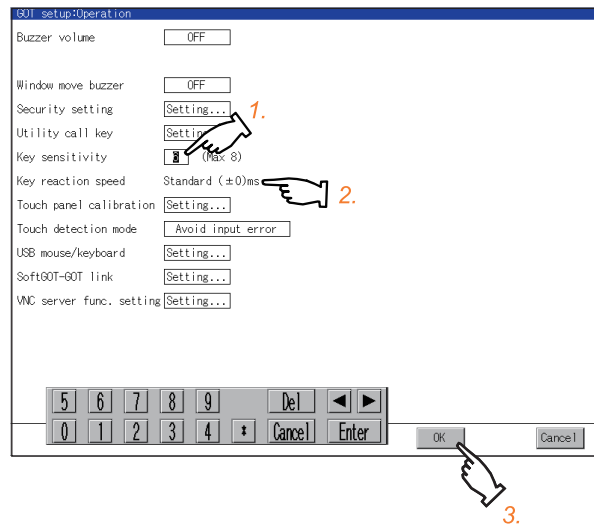 GOT setup:Operation
Buzzer volume OFF
Window move buzzer OFF
Security setting Setting... 1.
Utility call key
Key sensitivity (Max 8)
Key reaction speed Standard (±0)ms 2.
Touch panel calibration Setting...
Touch detection mode Avoid input error
USB mouse/keyboard Setting...
SoftGOT-GOT link Setting...
VNC server func. setting Setting...
5 6 7 8 9 Del ◀ ▶
0 1 2 3 4 Cancel Enter OK Cancel
3.